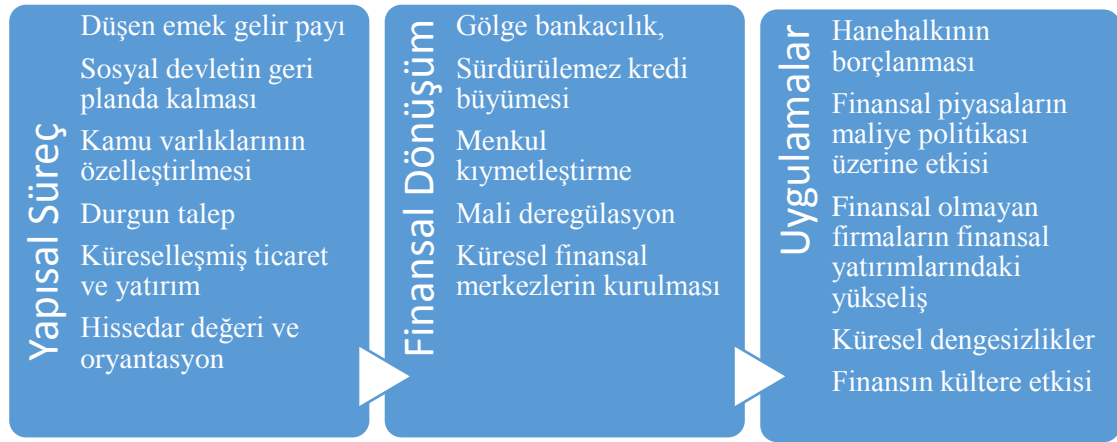 Yapısal Süreç
Düşen emek gelir payı
Sosyal devletin geri
planda kalması
Kamu varlıklarının
özelleştirlmesi
Durgun talep
Küreselleşmiş ticaret
ve yatırım
Hissedar değeri ve
oryantasyon
Finansal Dönüşüm
Gölge bankacılık,
Sürdürülemez kredi
büyümesi
Menkul
kıymetleştirme
Mali deregülasyon
Küresel finansal
merkezlerin kurulması
Uygulamalar
Hanehalkının
borçlanması
Finansal piyasaların
maliye politikası
üzerine etkisi
Finansal olmayan
firmaların finansal
yatırımlarındaki
yükseliş
Küresel dengesizlikler
Finansın kültere etkisi